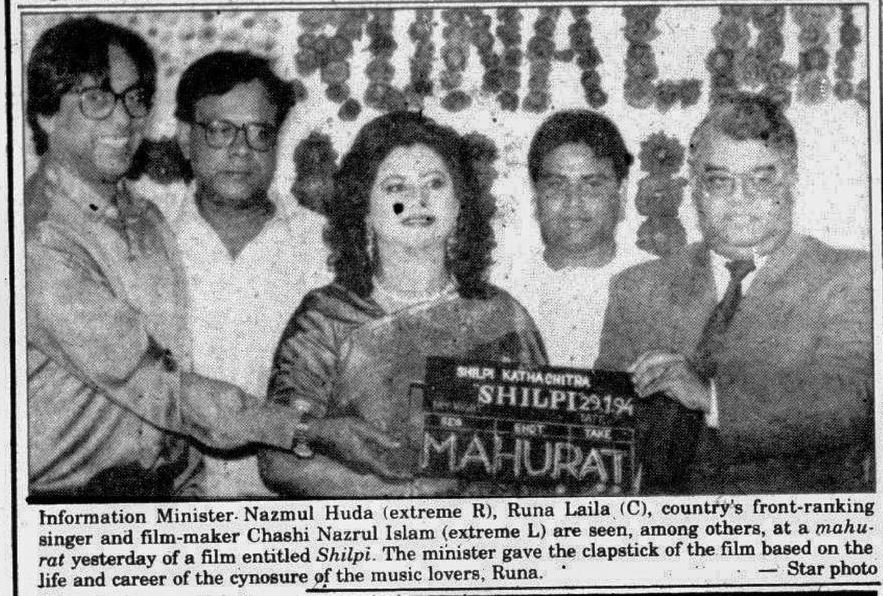 SHILPI KATHACHITRA
SHILPI 29.1.94
SHOT TAKE
MAHURAT
Information Minister Nazmul Huda (extreme R), Runa Laila (C), country's front-ranking
singer and film-maker Chashi Nazrul Islam (extreme L) are seen, among others, at a mahu-
rat yesterday of a film entitled Shilpi. The minister gave the clapstick of the film based on the
life and career of the cynosure of the music lovers, Runa.
— Star photo